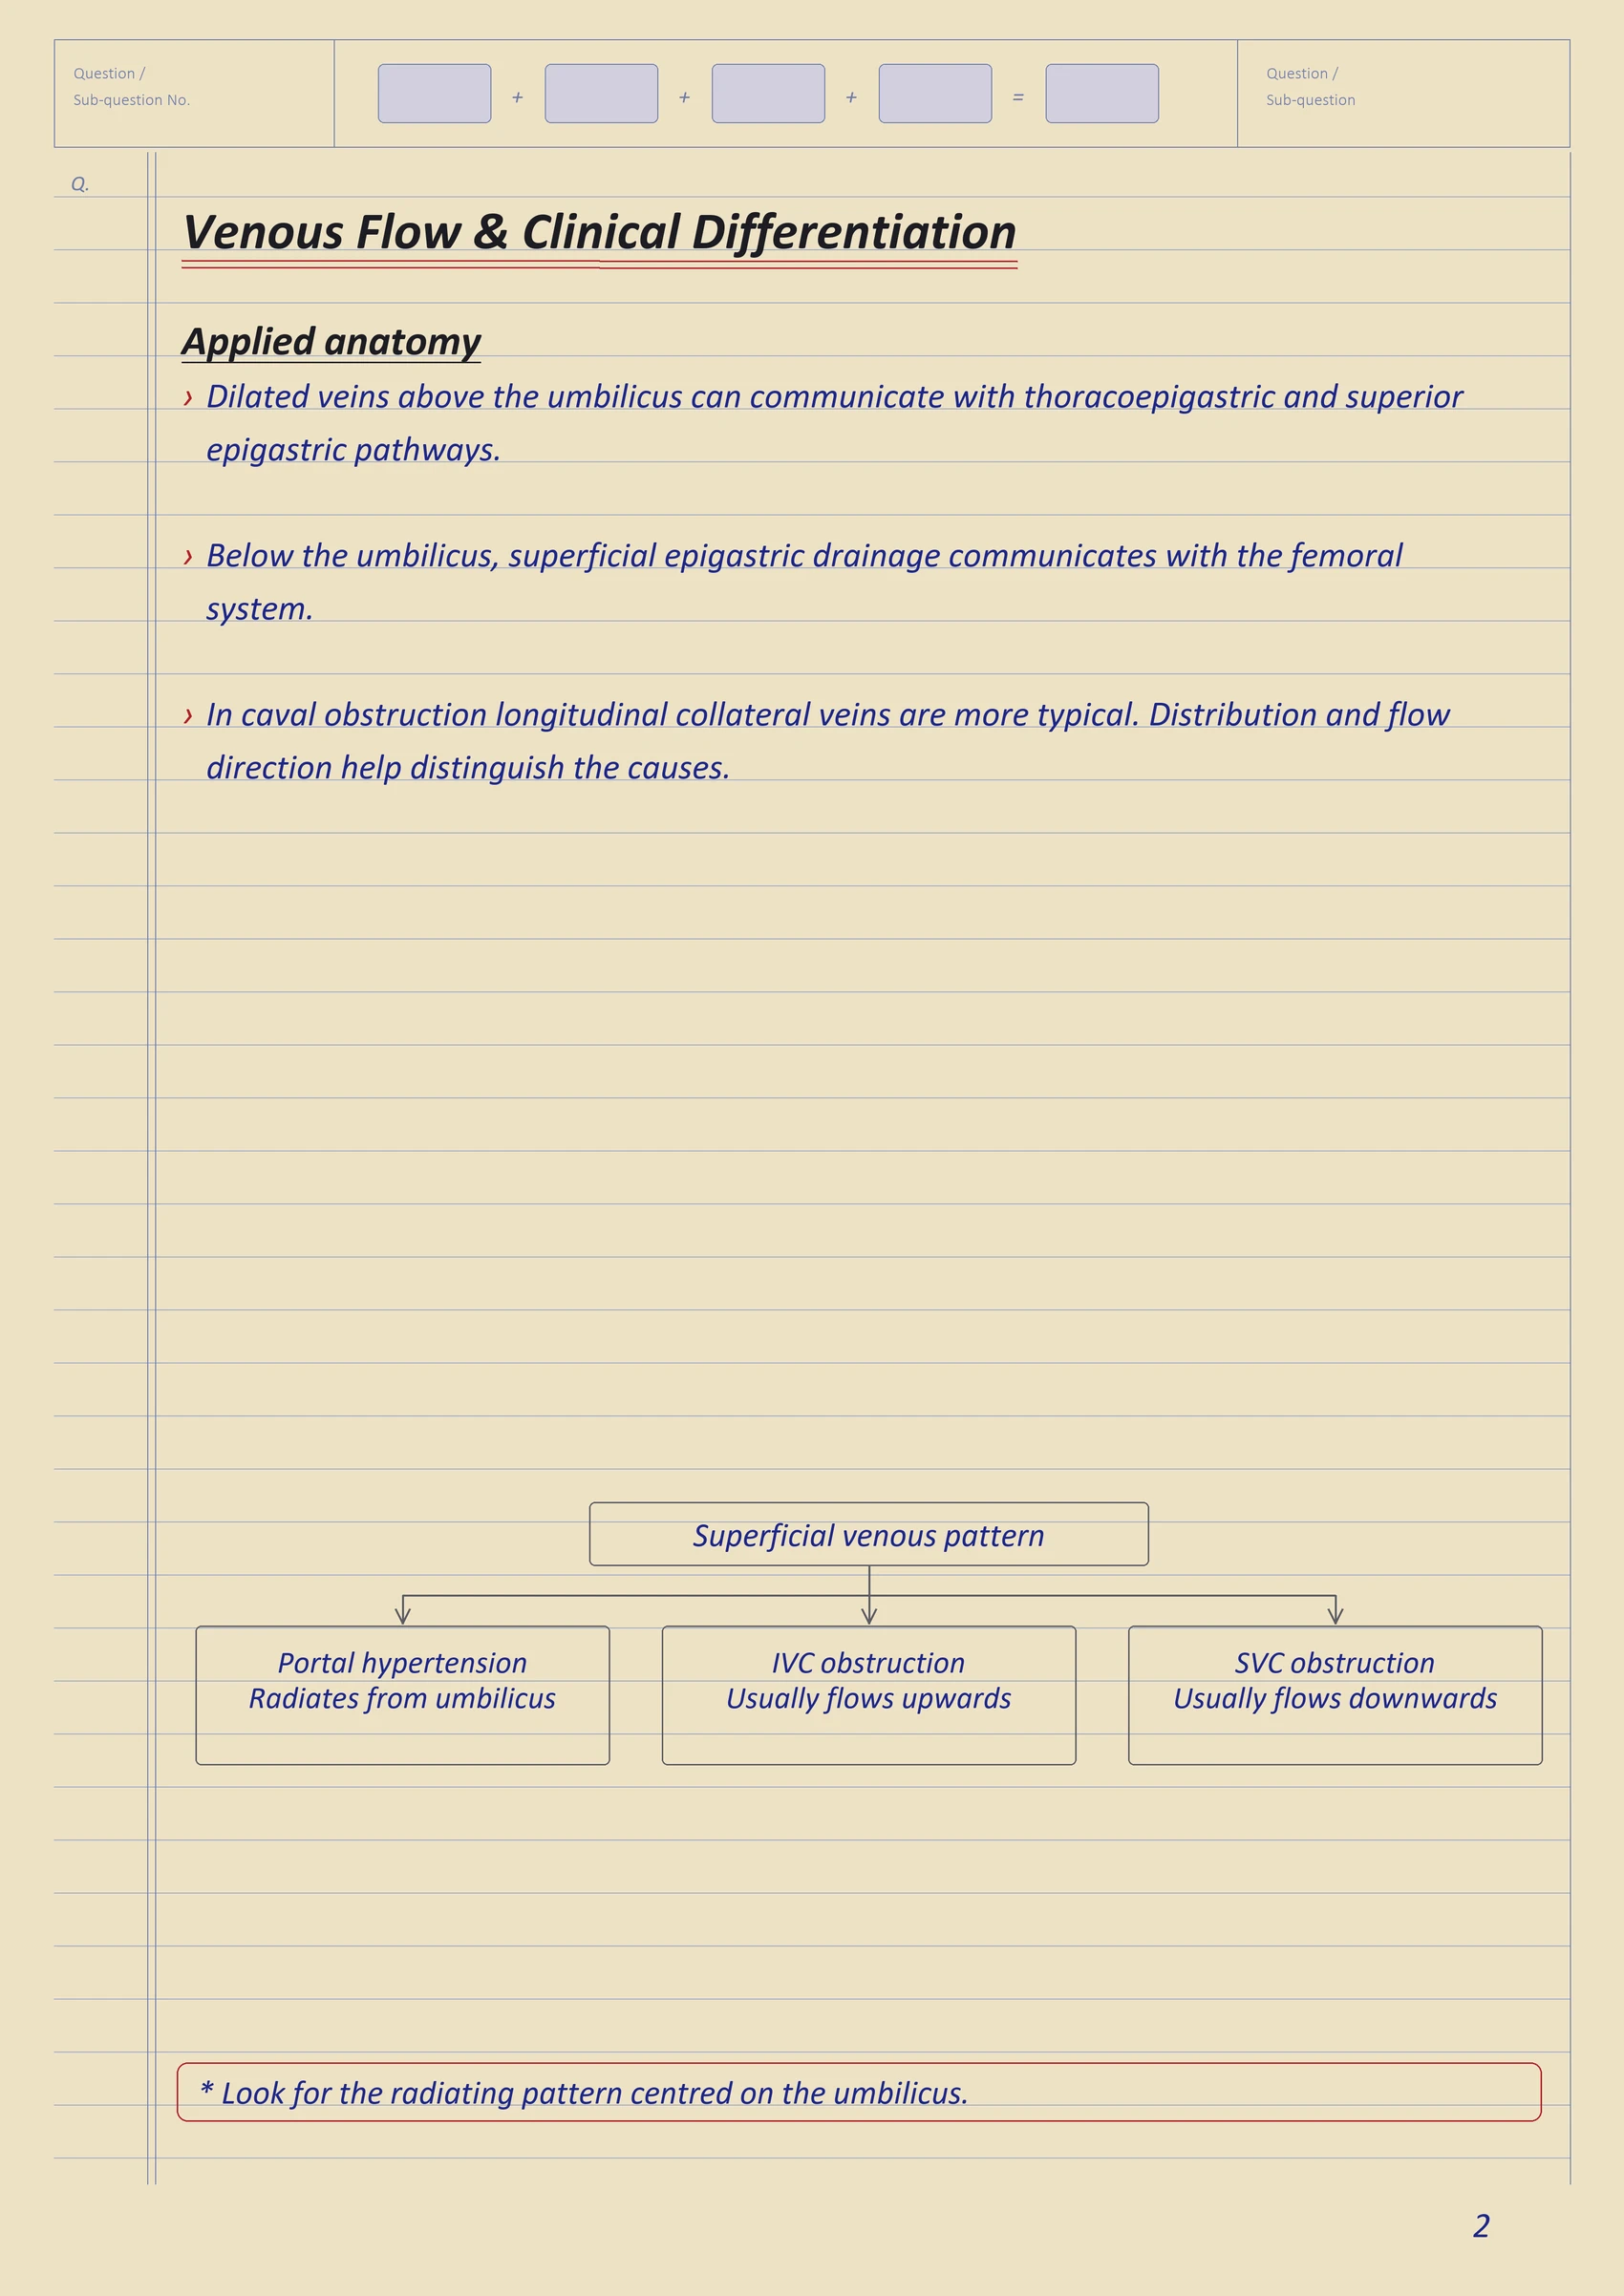 Question /
Sub-question No.
+ + + =
Question /
Sub-question
Q.
Venous Flow & Clinical Differentiation
Applied anatomy
› Dilated veins above the umbilicus can communicate with thoracoepigastric and superior
epigastric pathways.
› Below the umbilicus, superficial epigastric drainage communicates with the femoral
system.
› In caval obstruction longitudinal collateral veins are more typical. Distribution and flow
direction help distinguish the causes.
Superficial venous pattern
Portal hypertension
Radiates from umbilicus
IVC obstruction
Usually flows upwards
SVC obstruction
Usually flows downwards
* Look for the radiating pattern centred on the umbilicus.
2